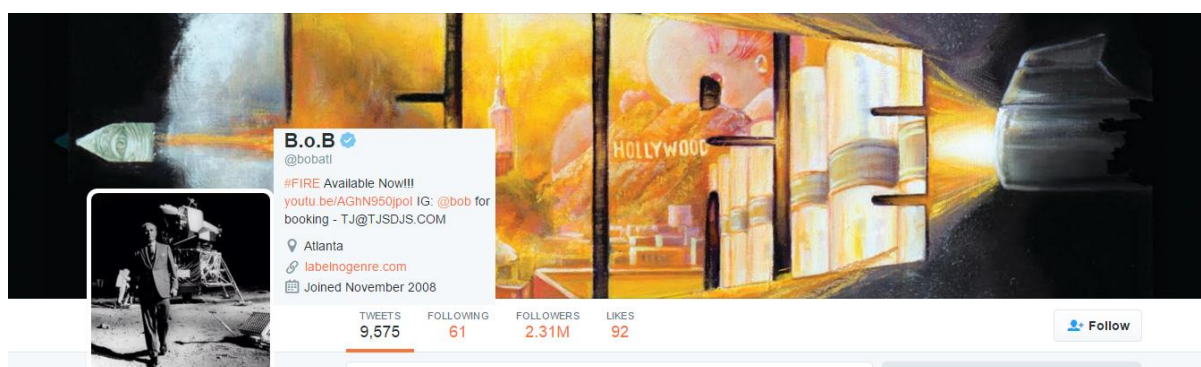 HOLLYWOOD
B.o.B
@bobatl
#FIRE Available Now!!!
youtu.be/AGhN950jpoI IG: @bob for
booking - TJ@TJSDJS.COM
Atlanta
labelnogenre.com
Joined November 2008
TWEETS FOLLOWING FOLLOWERS LIKES
9,575 61 2.31M 92
Follow